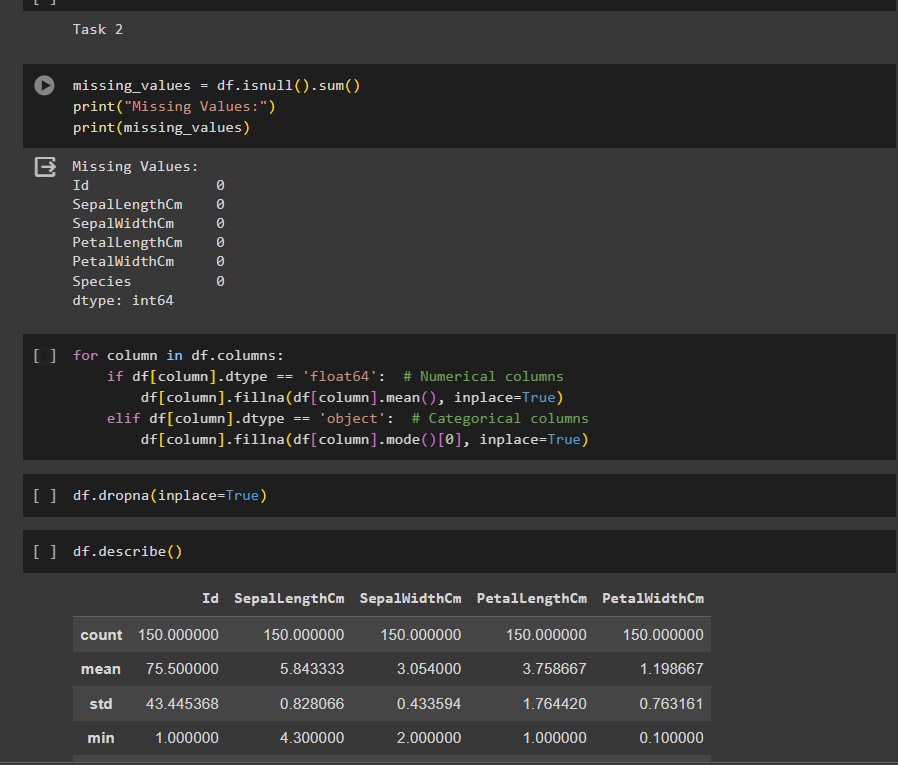 [ ]
Task 2
missing_values = df.isnull().sum()
print("Missing Values:")
print(missing_values)
Missing Values:
Id 0
SepalLengthCm 0
SepalWidthCm 0
PetalLengthCm 0
PetalWidthCm 0
Species 0
dtype: int64
[ ] for column in df.columns:
if df[column].dtype == 'float64': # Numerical columns
df[column].fillna(df[column].mean(), inplace=True)
elif df[column].dtype == 'object': # Categorical columns
df[column].fillna(df[column].mode()[0], inplace=True)
[ ] df.dropna(inplace=True)
[ ] df.describe()
Id SepalLengthCm SepalWidthCm PetalLengthCm PetalWidthCm
count 150.000000 150.000000 150.000000 150.000000 150.000000
mean 75.500000 5.843333 3.054000 3.758667 1.198667
std 43.445368 0.828066 0.433594 1.764420 0.763161
min 1.000000 4.300000 2.000000 1.000000 0.100000